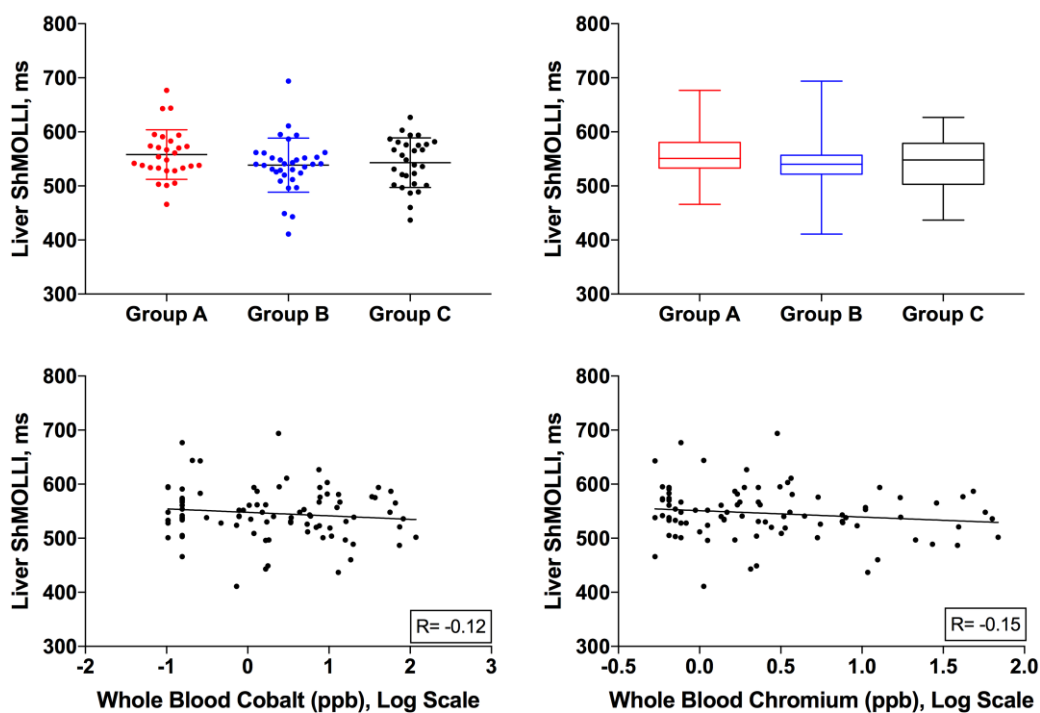 Liver ShMOLLI, ms
800
700
600
500
400
300
Group A Group B Group C
Liver ShMOLLI, ms
800
700
600
500
400
300
Group A Group B Group C
Liver ShMOLLI, ms
800
700
600
500
400
300
R= -0.12
-2 -1 0 1 2 3
Whole Blood Cobalt (ppb), Log Scale
Liver ShMOLLI, ms
800
700
600
500
400
300
R= -0.15
-0.5 0.0 0.5 1.0 1.5 2.0
Whole Blood Chromium (ppb), Log Scale